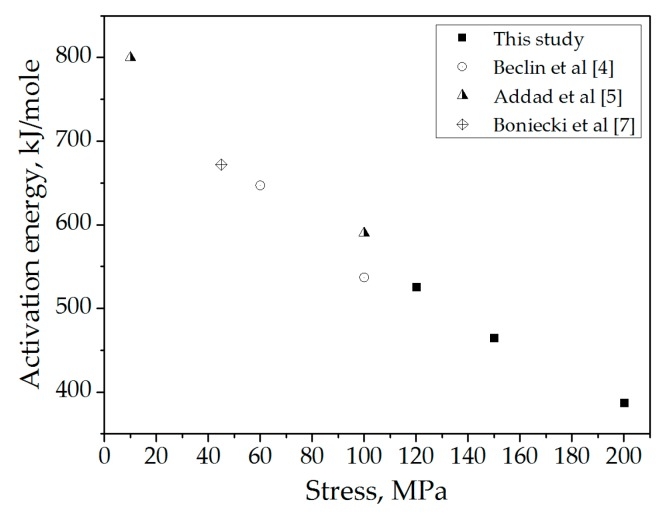 This study
Beclin et al [4]
Addad et al [5]
Boniecki et al [7]
Activation energy, kJ/mole
800
700
600
500
400
0 20 40 60 80 100 120 140 160 180 200
Stress, MPa